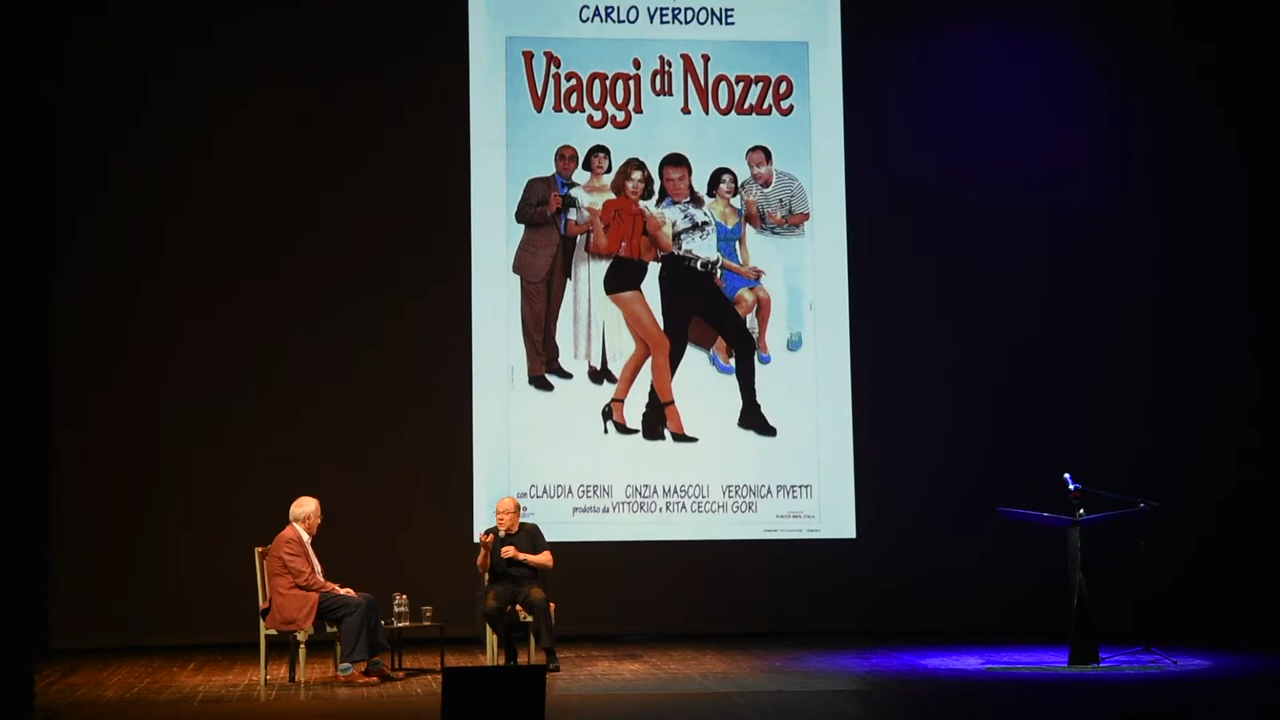 CARLO VERDONE
Viaggi di Nozze
con CLAUDIA GERINI CINZIA MASCOLI VERONICA PIVETTI
prodotto da VITTORIO e RITA CECCHI GORI